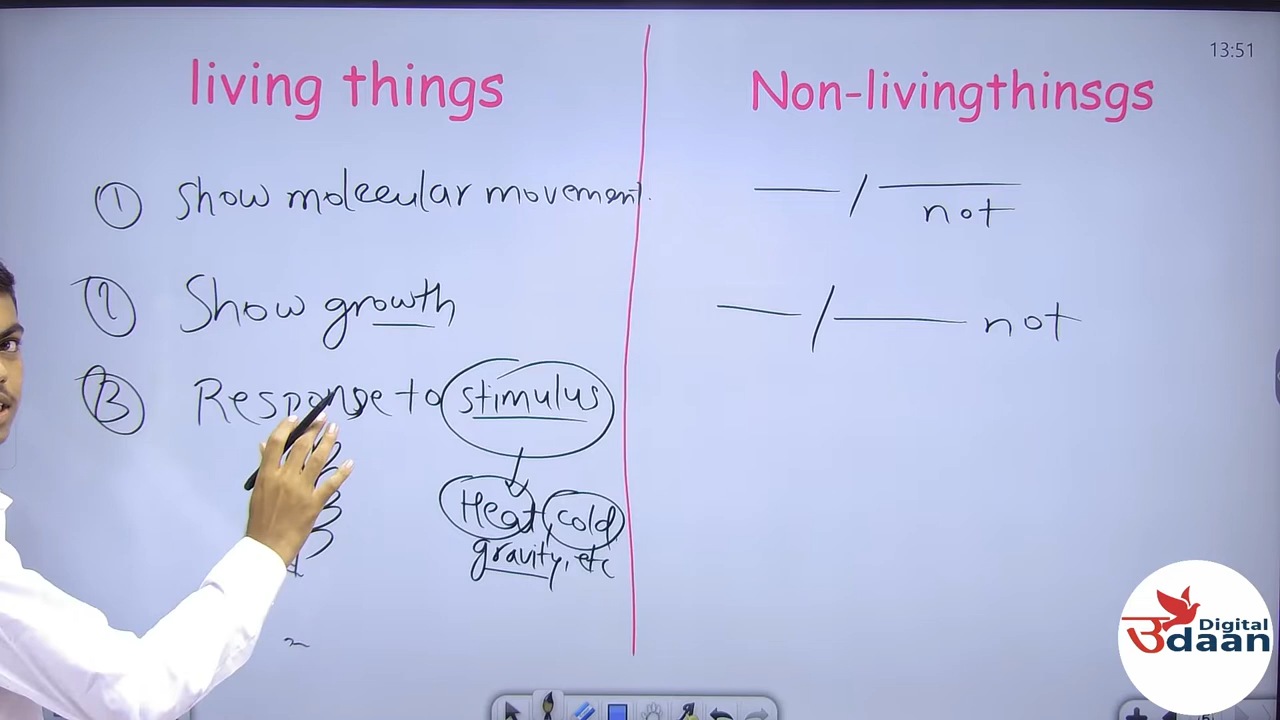 13:51
living things
Non-livingthinsgs
① Show molecular movement.
— / — not
② Show growth
— / — not
③ Response to stimulus
Heat, cold
gravity, etc
उ Digital
daan